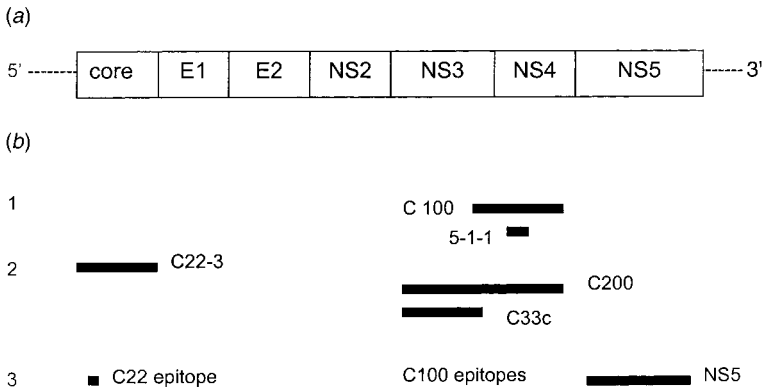 (a)
5' core E1 E2 NS2 NS3 NS4 NS5 3'
(b)
1 C 100
5-1-1
2 C22-3
C200
C33c
3 C22 epitope C100 epitopes NS5